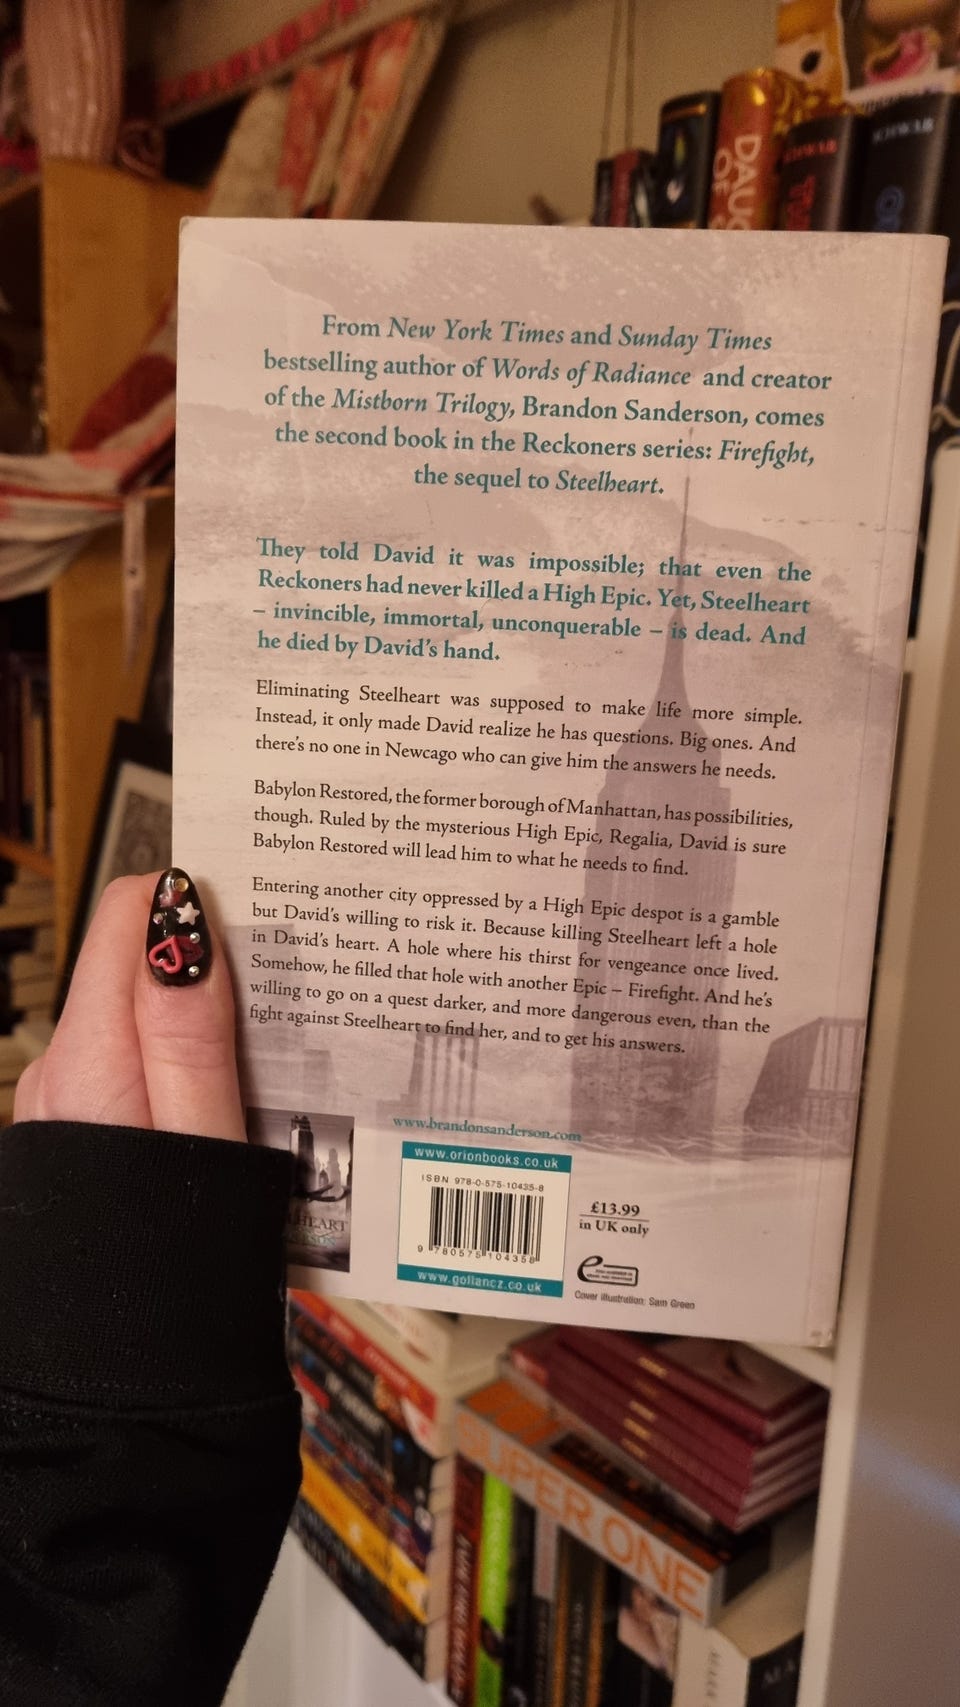 DAUG
OF
SCHWAB
From New York Times and Sunday Times
bestselling author of Words of Radiance and creator
of the Mistborn Trilogy, Brandon Sanderson, comes
the second book in the Reckoners series: Firefight,
the sequel to Steelheart.
They told David it was impossible; that even the
Reckoners had never killed a High Epic. Yet, Steelheart
– invincible, immortal, unconquerable – is dead. And
he died by David's hand.
Eliminating Steelheart was supposed to make life more simple.
Instead, it only made David realize he has questions. Big ones. And
there's no one in Newcago who can give him the answers he needs.
Babylon Restored, the former borough of Manhattan, has possibilities,
though. Ruled by the mysterious High Epic, Regalia, David is sure
Babylon Restored will lead him to what he needs to find.
Entering another city oppressed by a High Epic despot is a gamble
but David's willing to risk it. Because killing Steelheart left a hole
in David's heart. A hole where his thirst for vengeance once lived.
Somehow, he filled that hole with another Epic – Firefight. And he's
willing to go on a quest darker, and more dangerous even, than the
fight against Steelheart to find her, and to get his answers.
www.brandonsanderson.com
www.orionbooks.co.uk
ISBN 978-0-575-10435-8
9 780575 104358
www.gollancz.co.uk
£13.99
in UK only
Cover illustration: Sam Green
HEART
SUPER ONE